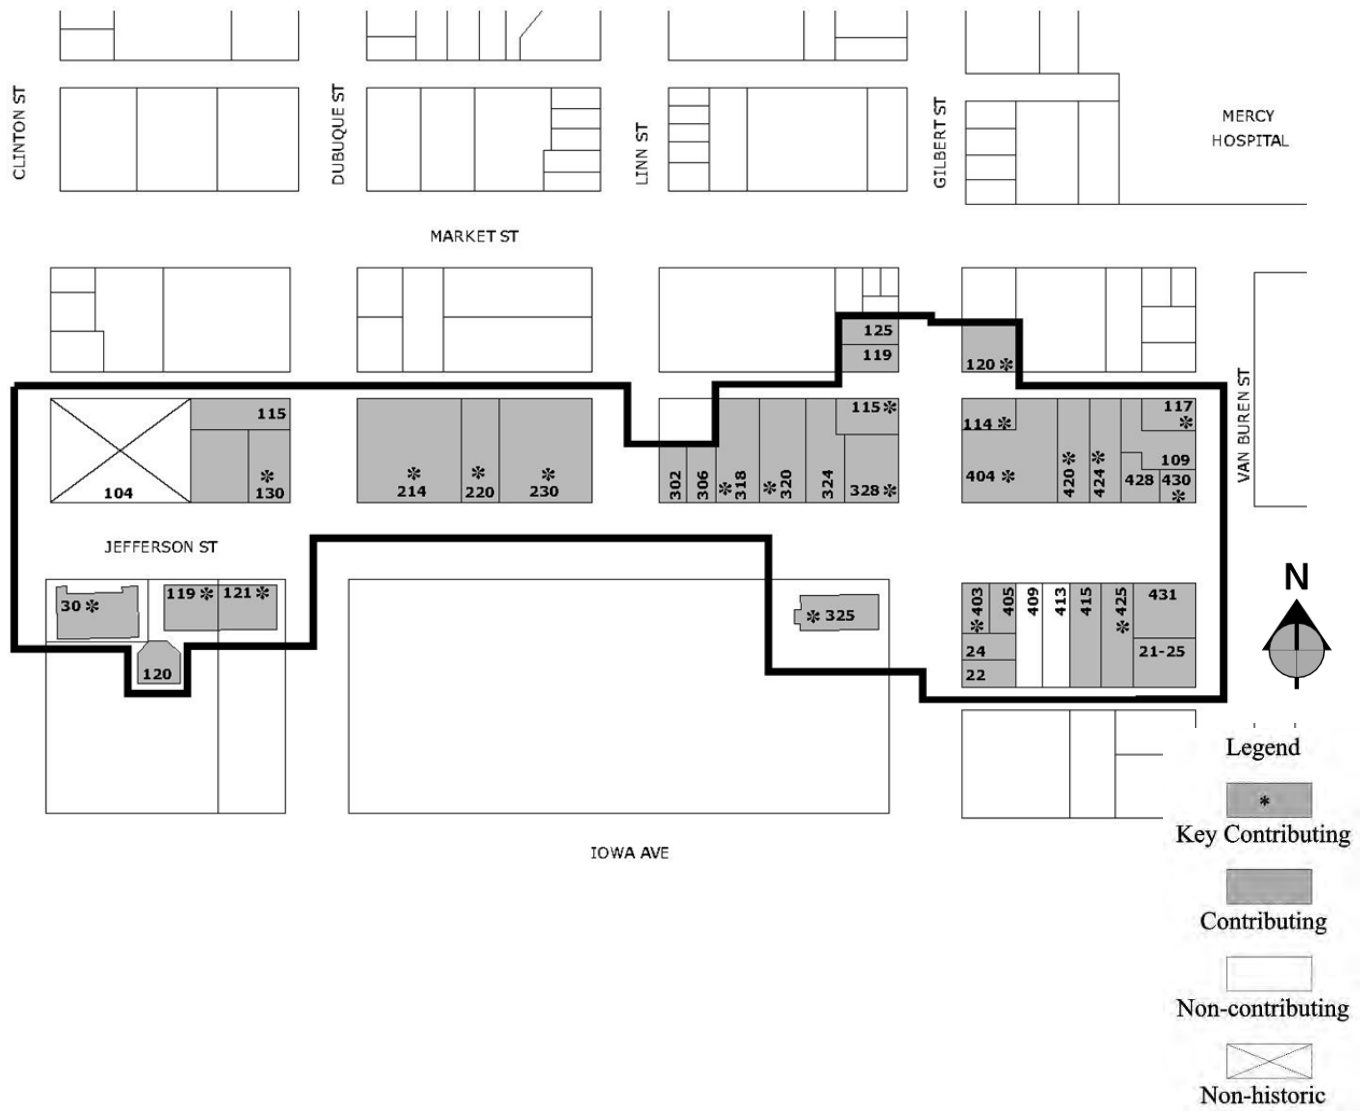 CLINTON ST
DUBUQUE ST
LINN ST
GILBERT ST
MERCY
HOSPITAL
MARKET ST
125
119
120 *
VAN BUREN ST
104
115
* 130
* 214
* 220
* 230
302
306
* 318
* 320
324
115 *
328 *
114 *
404 *
420 *
424 *
117 *
109
428
430 *
JEFFERSON ST
30 *
119 *
121 *
120
* 325
* 403
405
409
413
415
* 425
431
24
22
21-25
N
IOWA AVE
Legend
*
Key Contributing
Contributing
Non-contributing
Non-historic